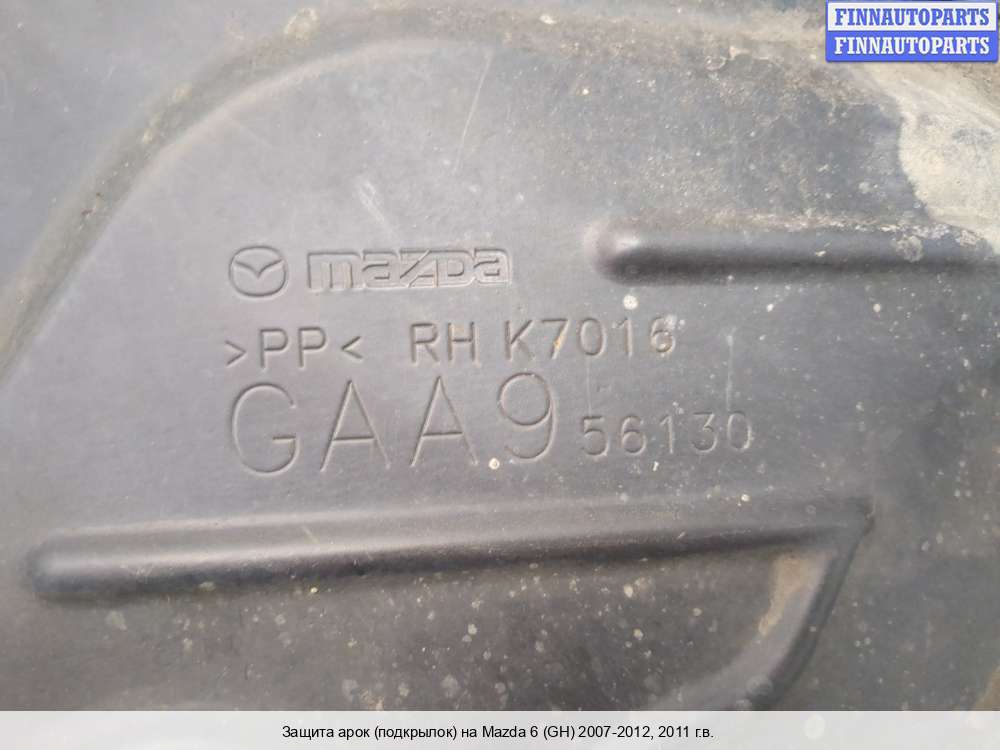 FINNAUTOPARTS
FINNAUTOPARTS
mazda
>PP< RH K7016
GAA9 56130
Защита арок (подкрылок) на Mazda 6 (GH) 2007-2012, 2011 г.в.